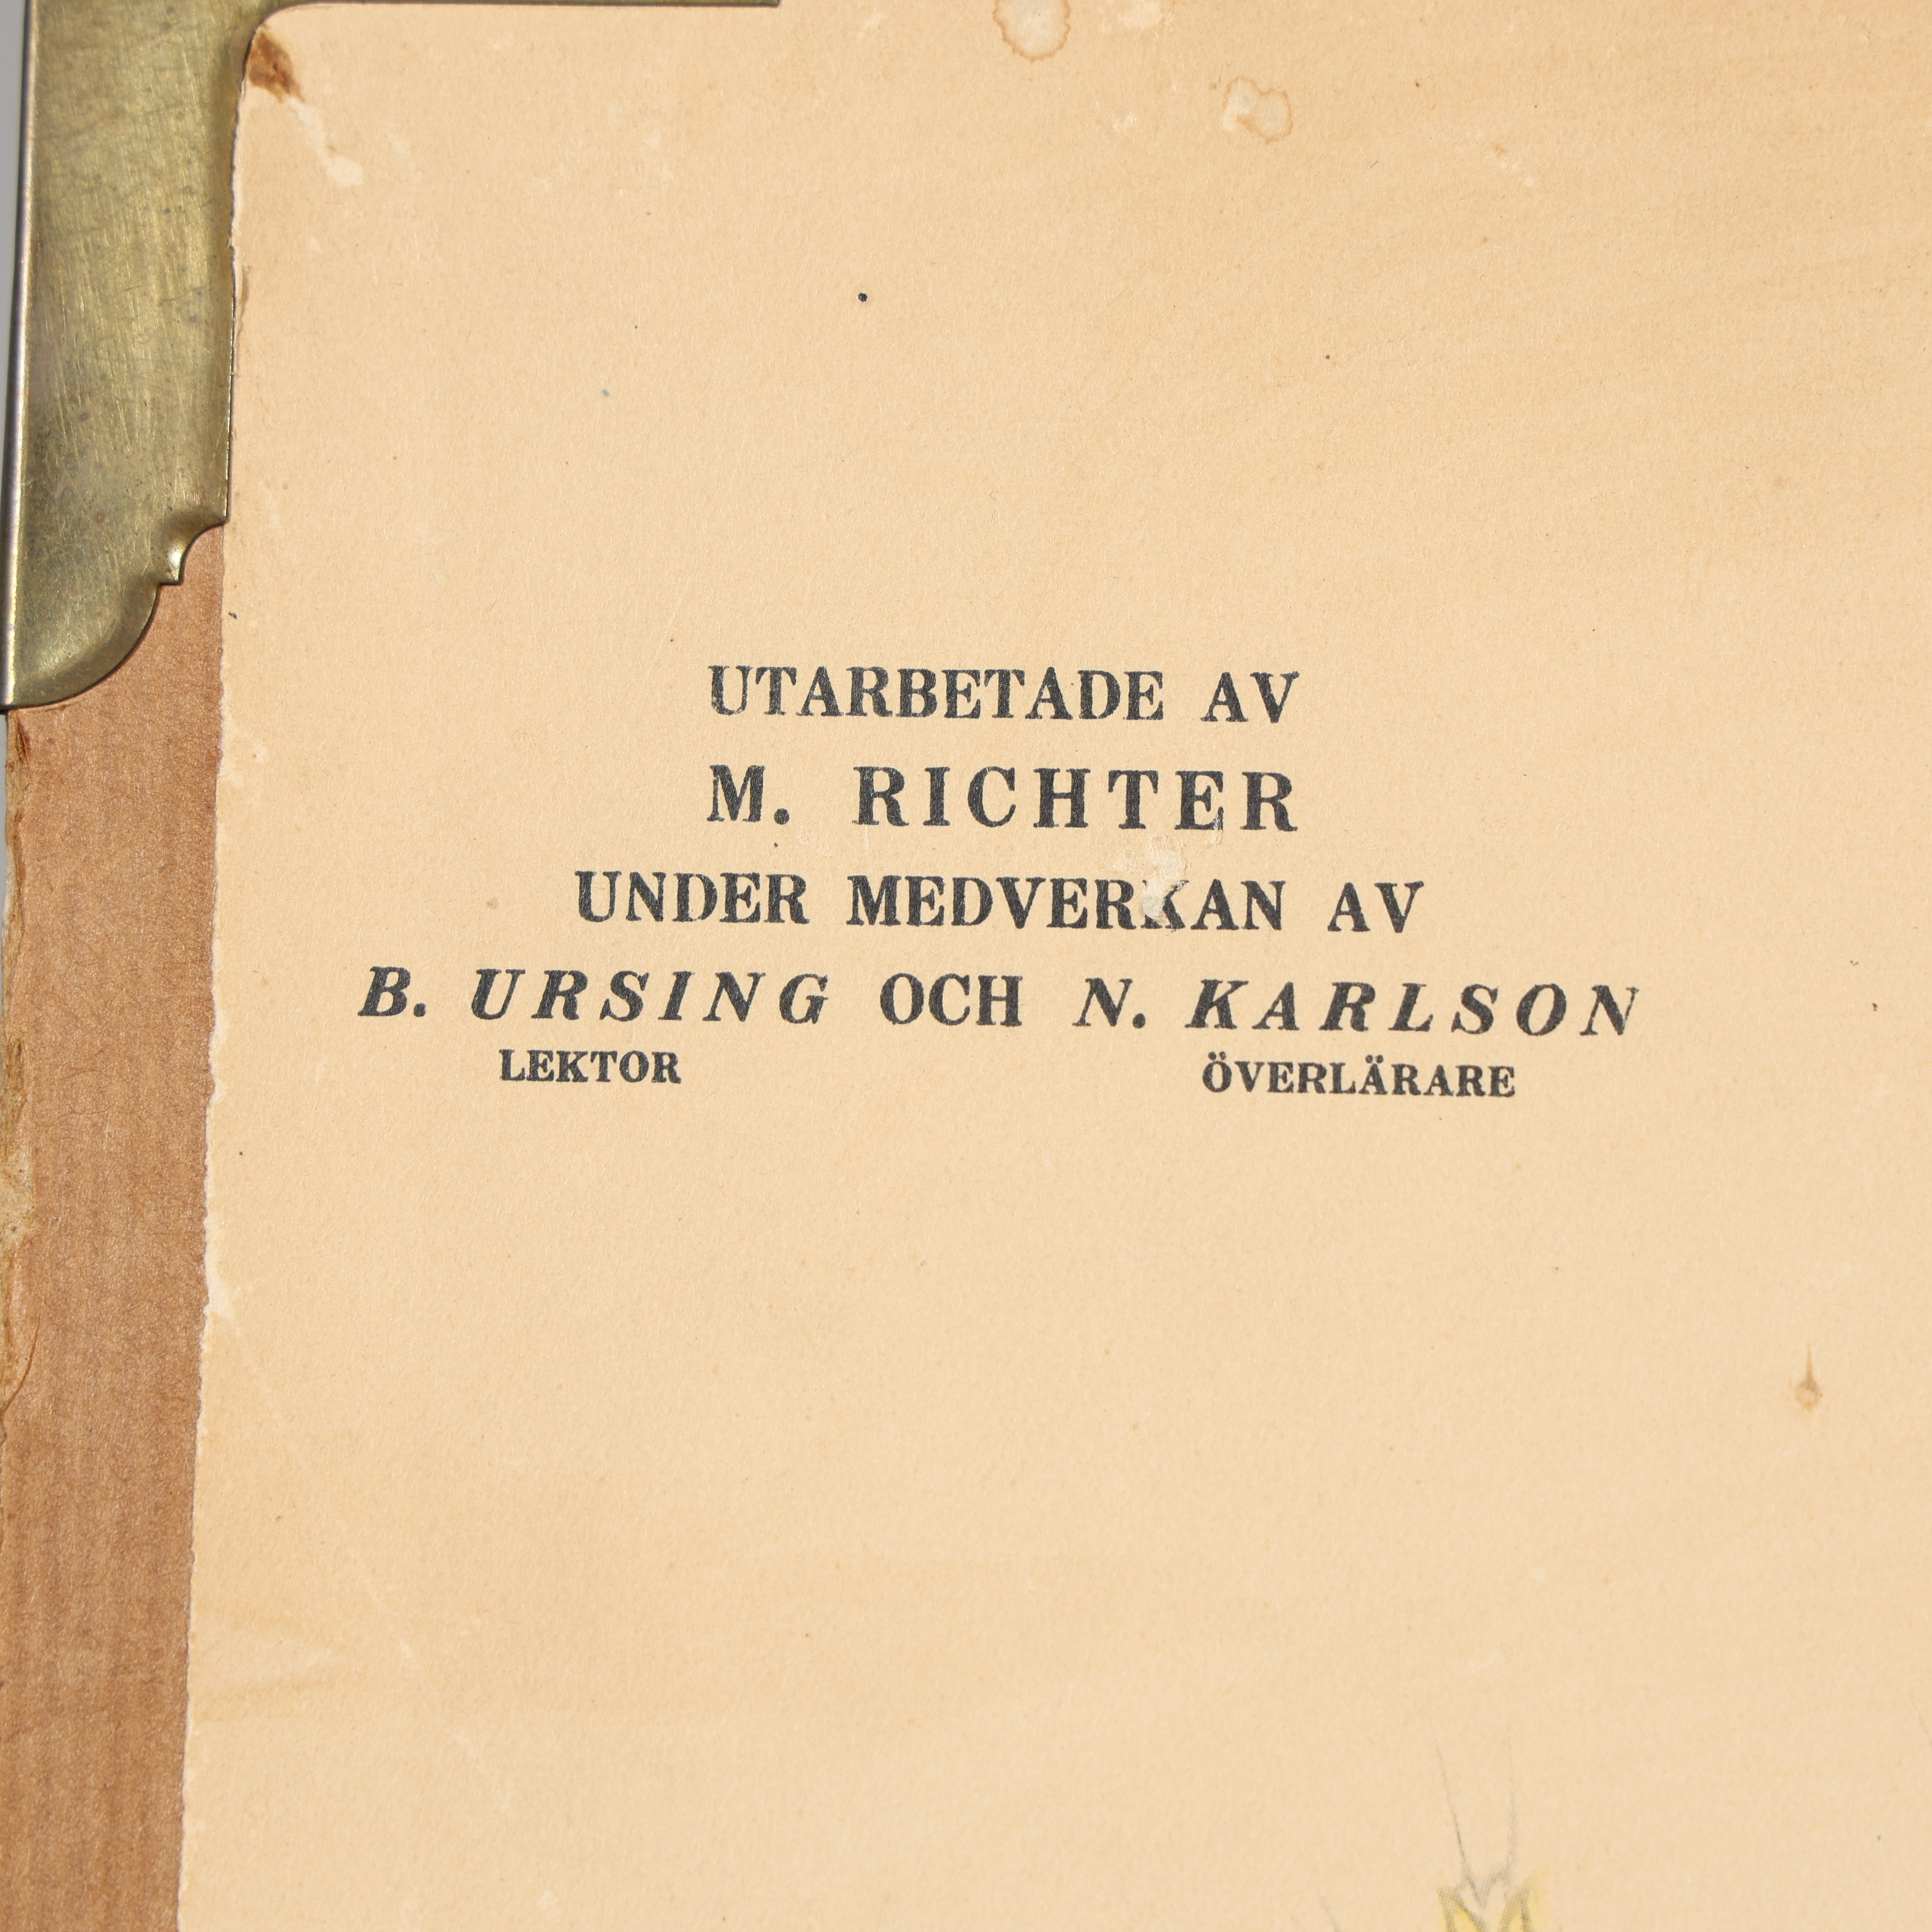 UTARBETADE AV
M. RICHTER
UNDER MEDVERKAN AV
B. URSING OCH N. KARLSON
LEKTOR ÖVERLÄRARE